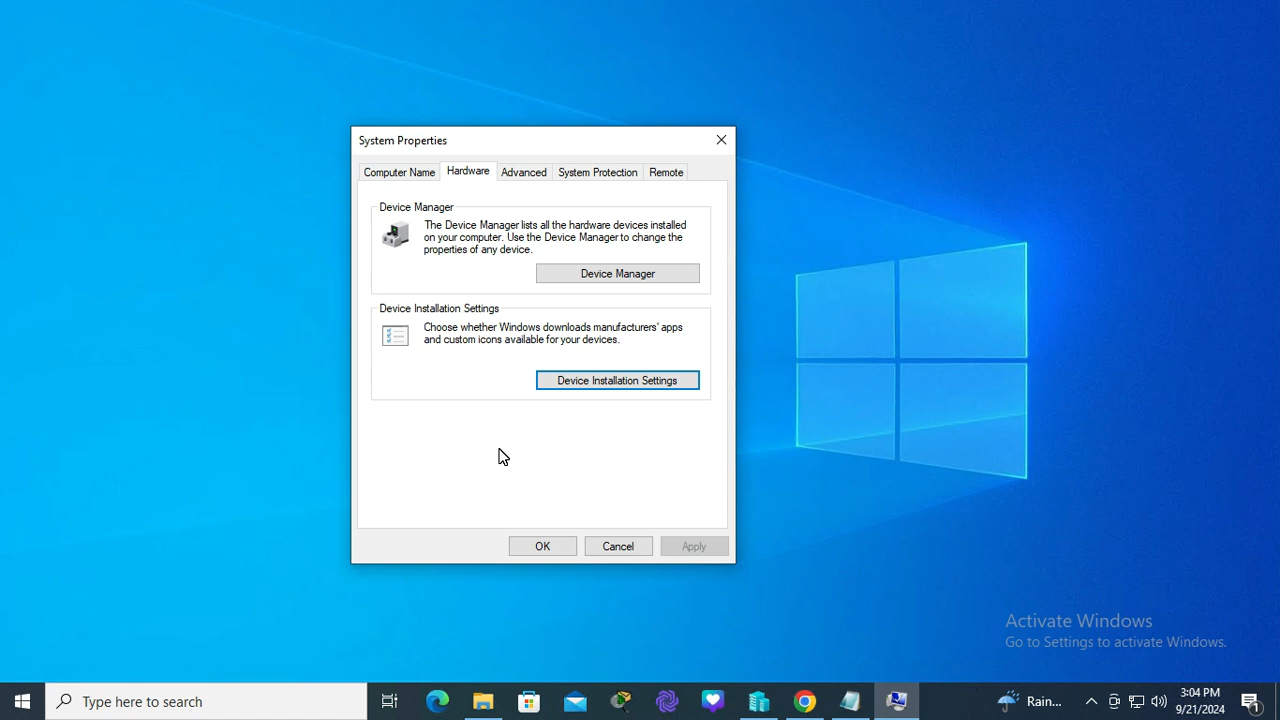 System Properties
Computer Name
Hardware
Advanced
System Protection
Remote
Device Manager
The Device Manager lists all the hardware devices installed
on your computer. Use the Device Manager to change the
properties of any device.
Device Manager
Device Installation Settings
Choose whether Windows downloads manufacturers' apps
and custom icons available for your devices.
Device Installation Settings
OK
Cancel
Apply
Activate Windows
Go to Settings to activate Windows.
Type here to search
Rain...
3:04 PM
9/21/2024
1